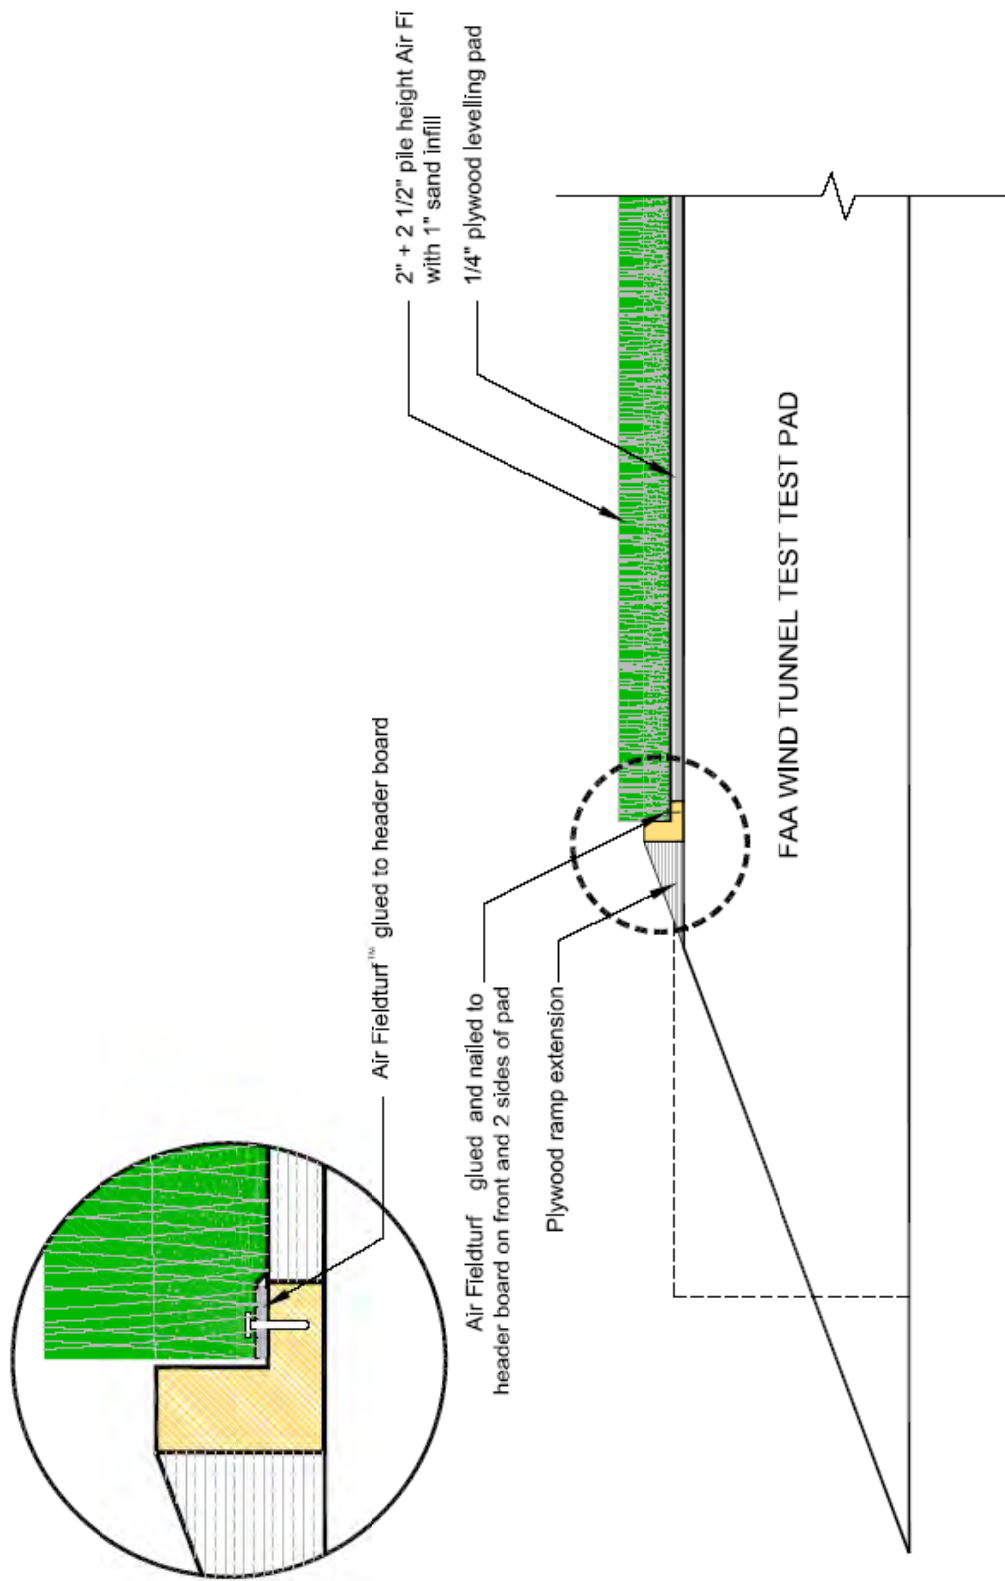 2" + 2 1/2" pile height Air Fi
with 1" sand infill
1/4" plywood levelling pad
Air Fieldturf™ glued to header board
Air Fieldturf glued and nailed to
header board on front and 2 sides of pad
Plywood ramp extension
FAA WIND TUNNEL TEST TEST PAD